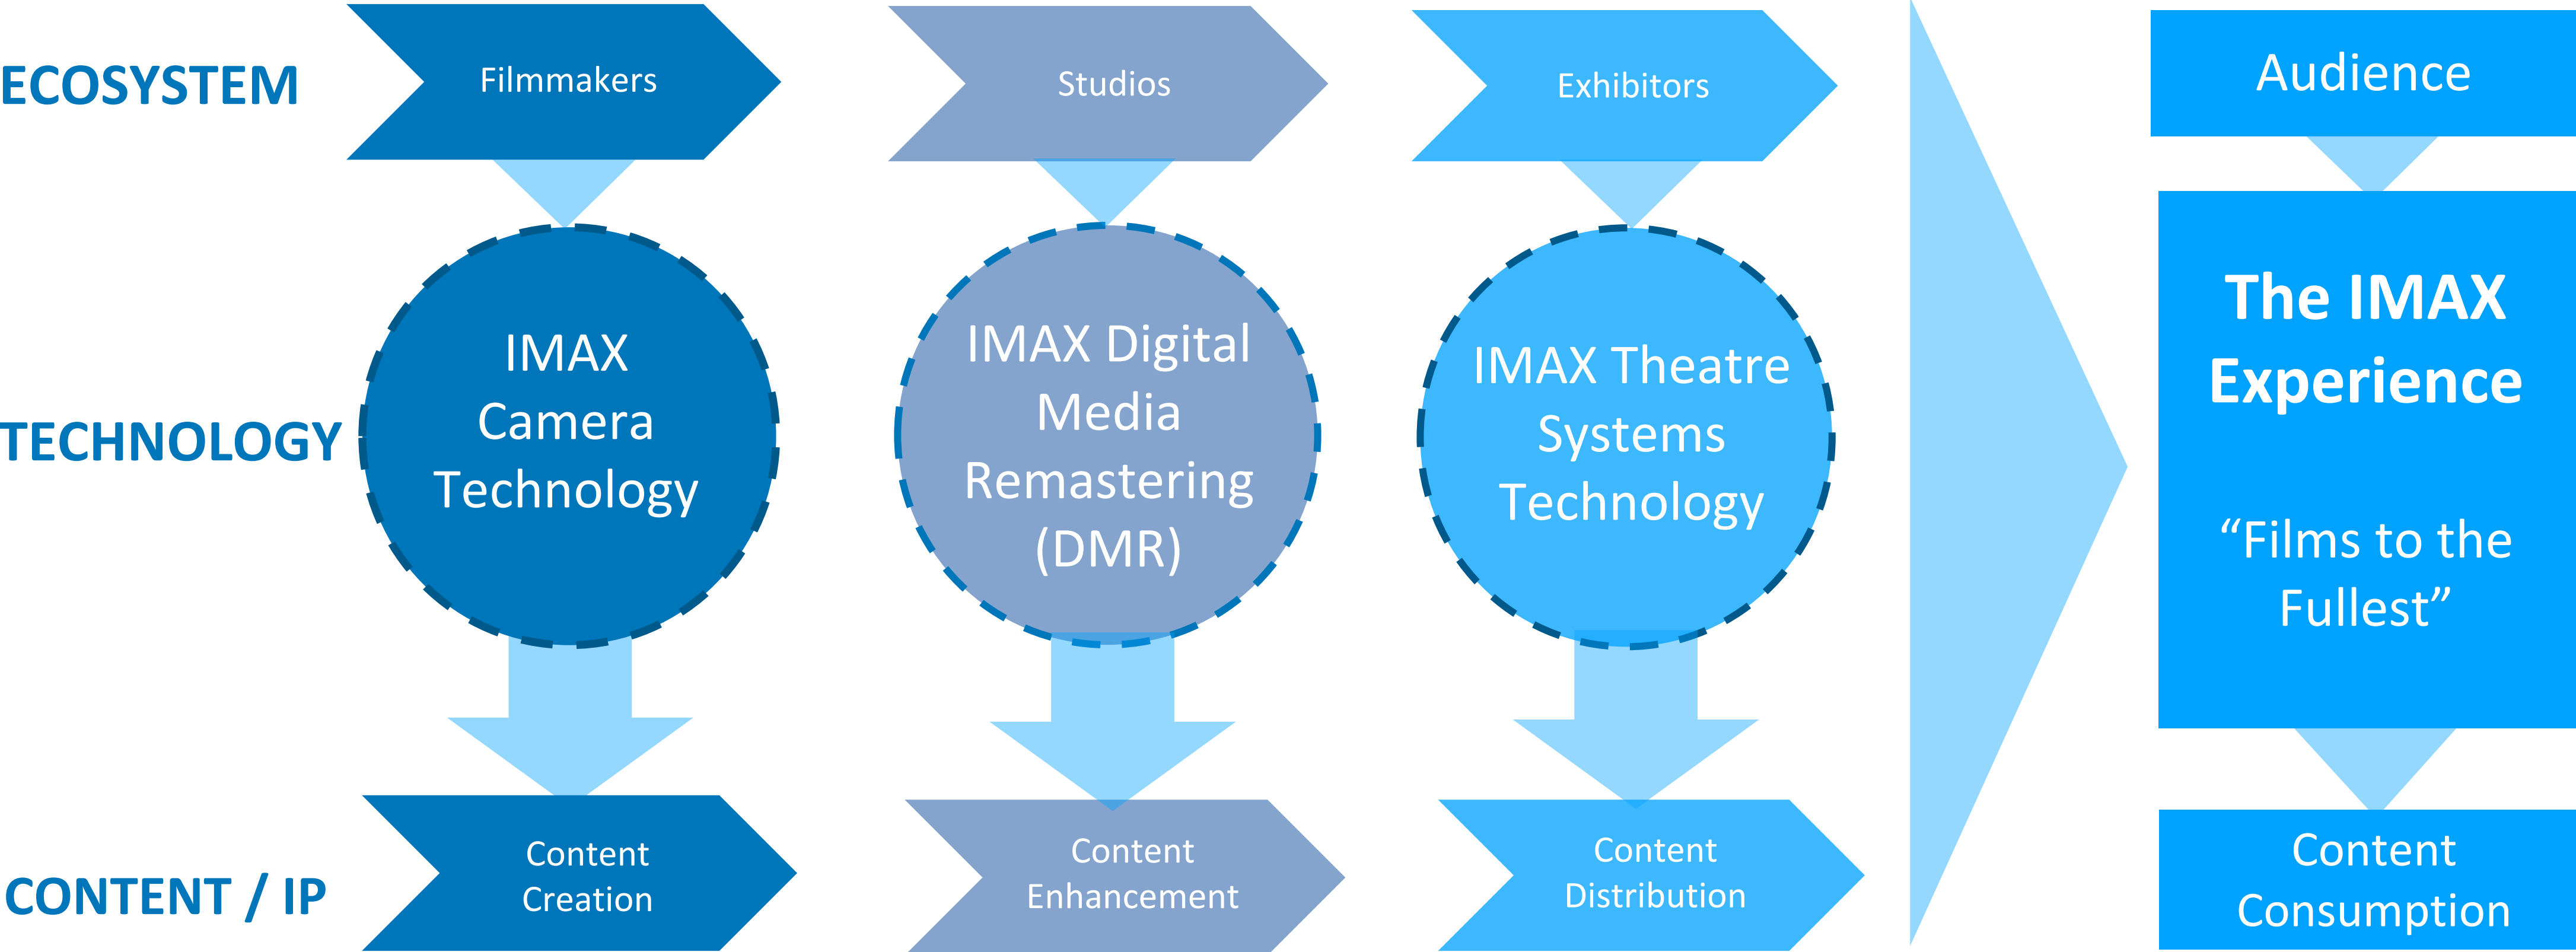 ECOSYSTEM
Filmmakers
Studios
Exhibitors
Audience
TECHNOLOGY
IMAX
Camera
Technology
IMAX Digital
Media
Remastering
(DMR)
IMAX Theatre
Systems
Technology
The IMAX
Experience
“Films to the
Fullest”
CONTENT / IP
Content
Creation
Content
Enhancement
Content
Distribution
Content
Consumption